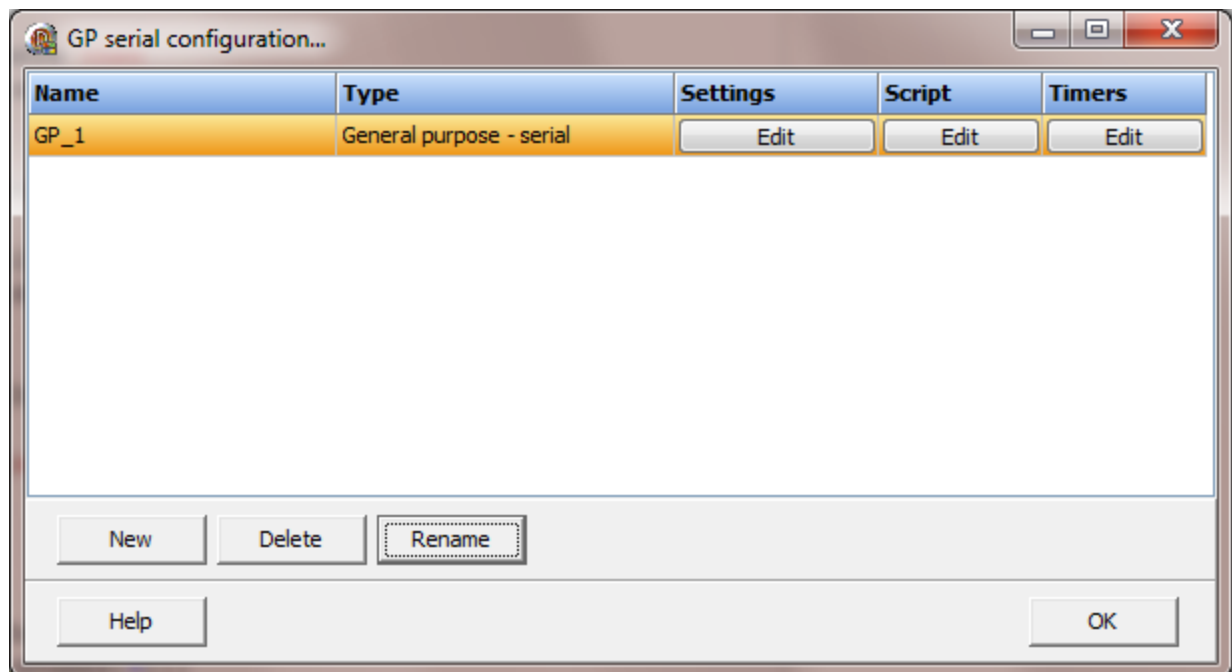 GP serial configuration...
Name Type Settings Script Timers
GP_1 General purpose - serial Edit Edit Edit
New Delete Rename
Help OK